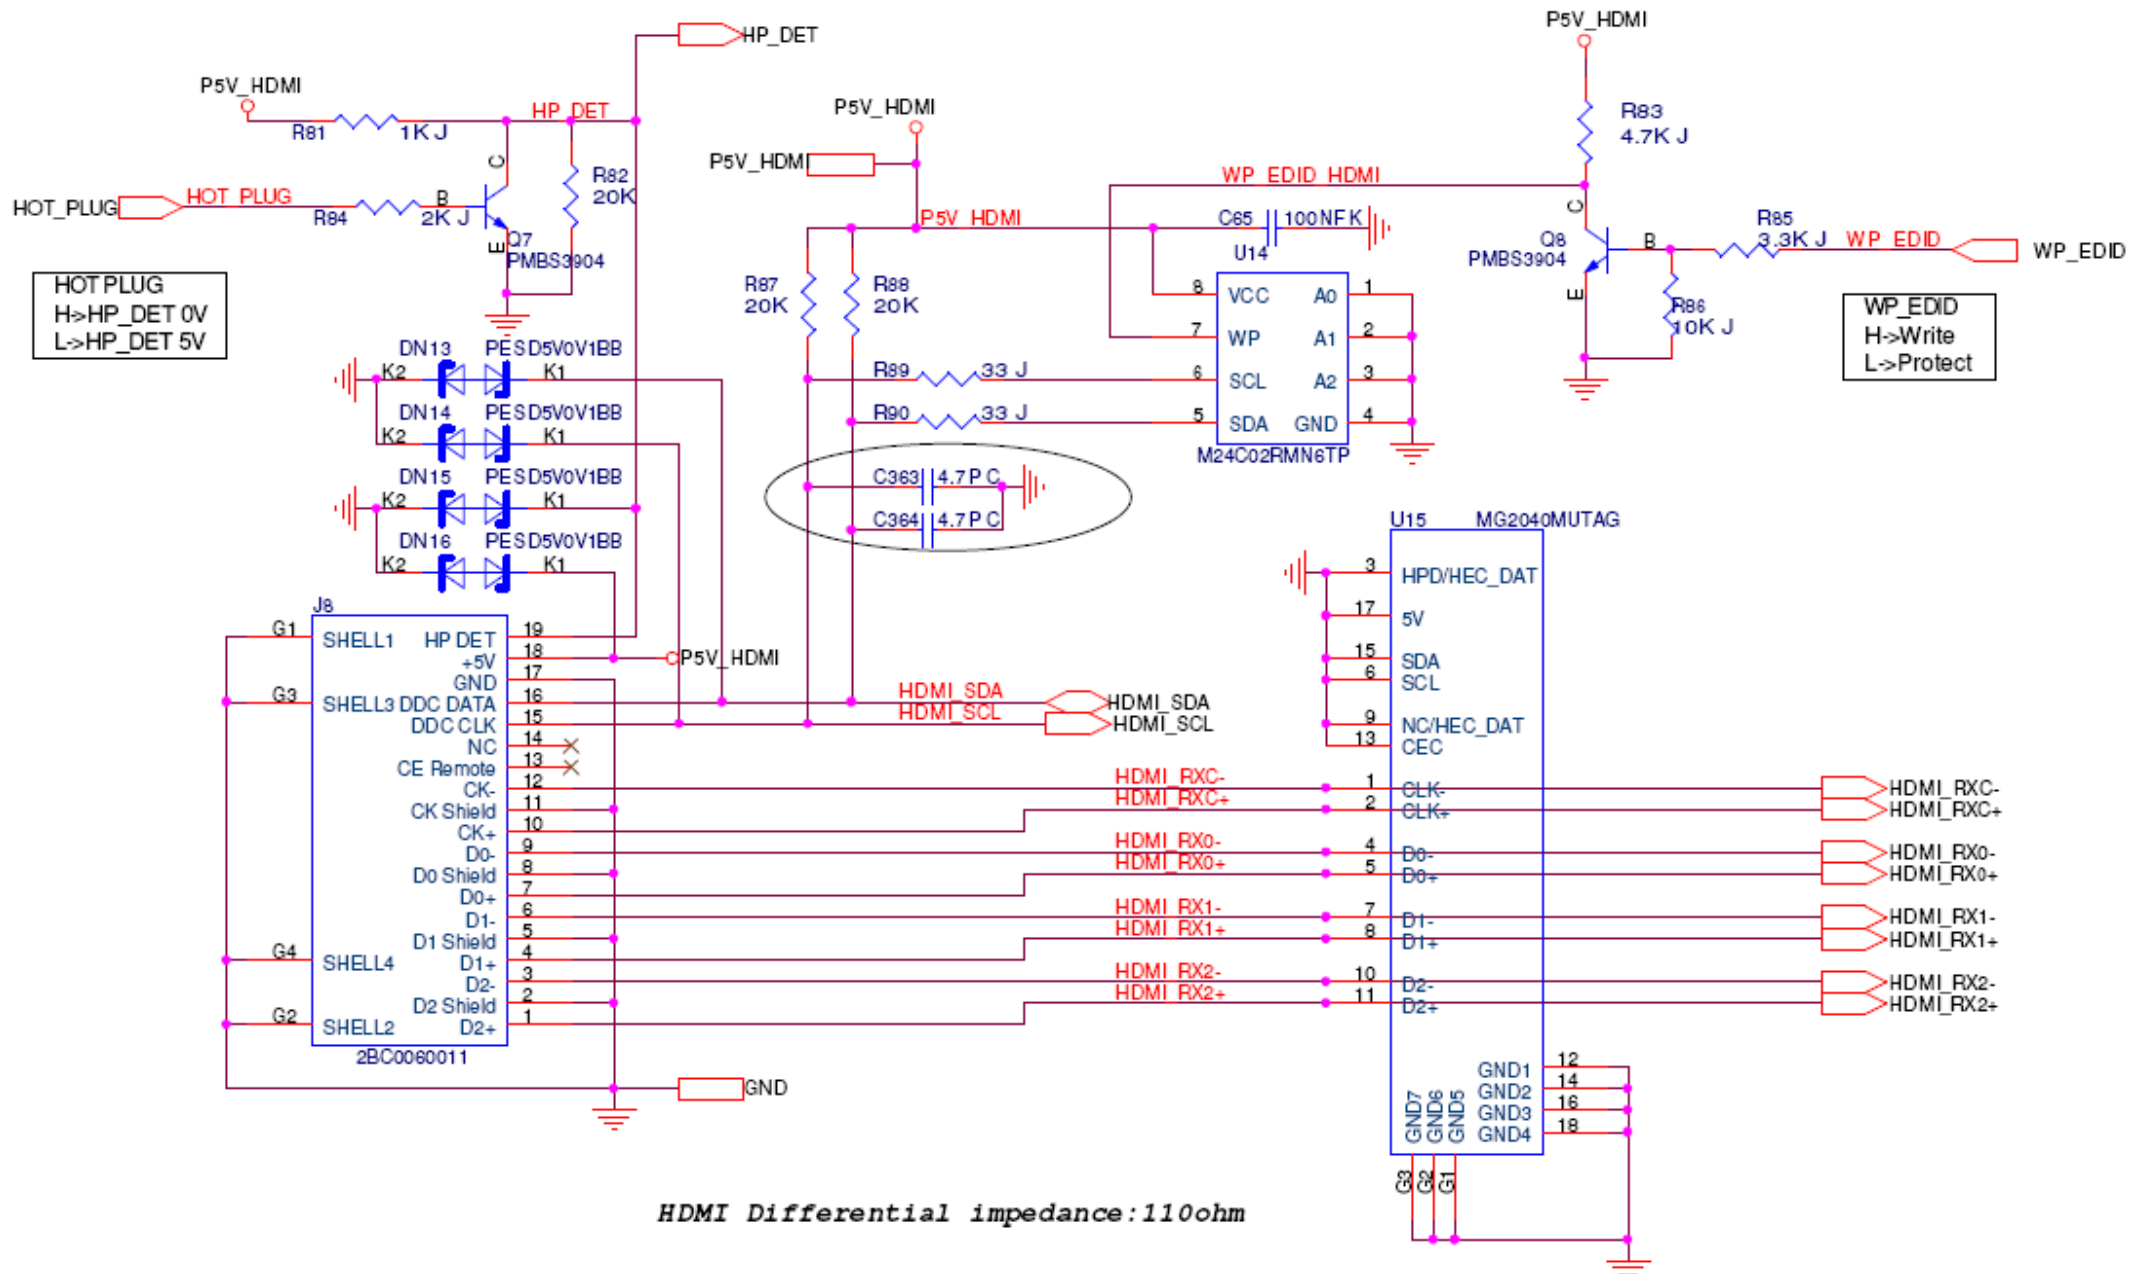 P5V_HDMI
HP_DET
P5V_HDMI
R81
1K J
HP_DET
C
R82
20K
HOT_PLUG
HOT_PLUG
R84
2K J
B
E
Q7
PMBS3904
HOT PLUG
H->HP_DET 0V
L->HP_DET 5V
P5V_HDMI
P5V_HDMI
P5V_HDMI
R87
20K
R88
20K
C65
100NF K
U14
WP_EDID_HDMI
R83
4.7K J
C
Q8
PMBS3904
B
E
R85
3.3K J
WP_EDID
WP_EDID
R86
10K J
WP_EDID
H->Write
L->Protect
8 VCC A0 1
7 WP A1 2
6 SCL A2 3
5 SDA GND 4
M24C02RMN6TP
R89
33 J
R90
33 J
C363
4.7P C
C364
4.7P C
DN13 PESD5V0V1BB
K2 K1
DN14 PESD5V0V1BB
K2 K1
DN15 PESD5V0V1BB
K2 K1
DN16 PESD5V0V1BB
K2 K1
J8
G1 SHELL1
G3 SHELL3
G4 SHELL4
G2 SHELL2
HP DET 19
+5V 18
GND 17
DDC DATA 16
DDC CLK 15
NC 14
CE Remote 13
CK- 12
CK Shield 11
CK+ 10
D0- 9
D0 Shield 8
D0+ 7
D1- 6
D1 Shield 5
D1+ 4
D2- 3
D2 Shield 2
D2+ 1
2BC0060011
P5V_HDMI
GND
HDMI_SDA
HDMI_SCL
HDMI_SDA
HDMI_SCL
HDMI_RXC-
HDMI_RXC+
HDMI_RX0-
HDMI_RX0+
HDMI_RX1-
HDMI_RX1+
HDMI_RX2-
HDMI_RX2+
U15
MG2040MUTAG
3 HPD/HEC_DAT
17 5V
15 SDA
6 SCL
9 NC/HEC_DAT
13 CEC
1 CLK-
2 CLK+
4 D0-
5 D0+
7 D1-
8 D1+
10 D2-
11 D2+
GND1 12
GND2 14
GND3 16
GND4 18
GND7
GND6
GND5
G3
G2
G1
HDMI_RXC-
HDMI_RXC+
HDMI_RX0-
HDMI_RX0+
HDMI_RX1-
HDMI_RX1+
HDMI_RX2-
HDMI_RX2+
HDMI Differential impedance:110ohm